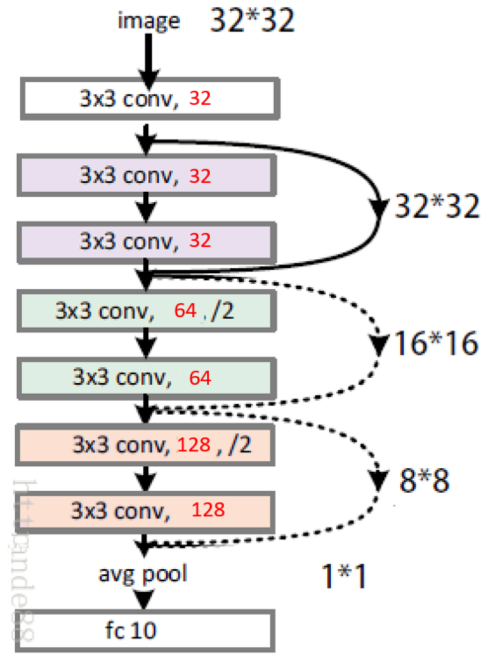 image 32*32
3x3 conv, 32
3x3 conv, 32
32*32
3x3 conv, 32
3x3 conv, 64 , /2
16*16
3x3 conv, 64
3x3 conv, 128 , /2
8*8
3x3 conv, 128
avg pool 1*1
fc 10